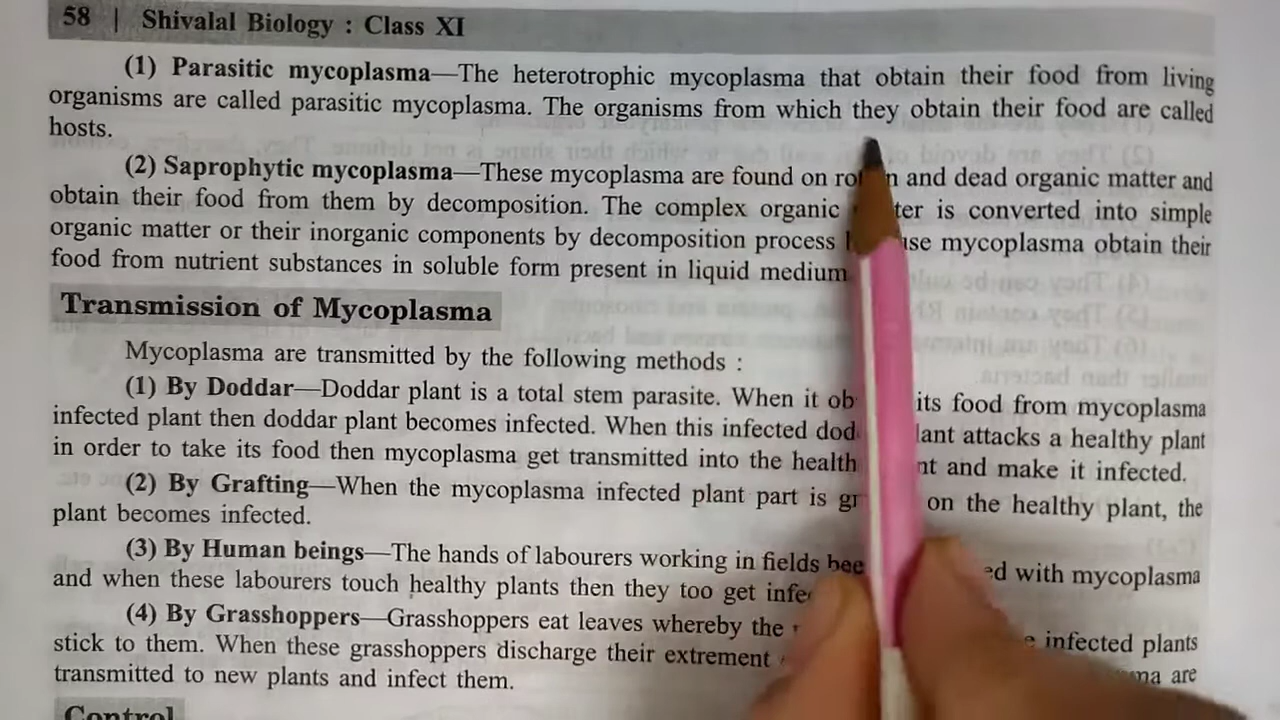 58 | Shivalal Biology : Class XI
(1) Parasitic mycoplasma—The heterotrophic mycoplasma that obtain their food from living
organisms are called parasitic mycoplasma. The organisms from which they obtain their food are called
hosts.
(2) Saprophytic mycoplasma—These mycoplasma are found on and dead organic matter and
obtain their food from them by decomposition. The complex organic is converted into simple
organic matter or their inorganic components by decomposition process mycoplasma obtain their
food from nutrient substances in soluble form present in liquid medium
Transmission of Mycoplasma
Mycoplasma are transmitted by the following methods :
(1) By Doddar—Doddar plant is a total stem parasite. When it its food from mycoplasma
infected plant then doddar plant becomes infected. When this infected attacks a healthy plant
in order to take its food then mycoplasma get transmitted into the and make it infected.
(2) By Grafting—When the mycoplasma infected plant part is on the healthy plant, the
plant becomes infected.
(3) By Human beings—The hands of labourers working in fields with mycoplasma
and when these labourers touch healthy plants then they too get
(4) By Grasshoppers—Grasshoppers eat leaves whereby the infected plants
stick to them. When these grasshoppers discharge their extrement are
transmitted to new plants and infect them.
Control